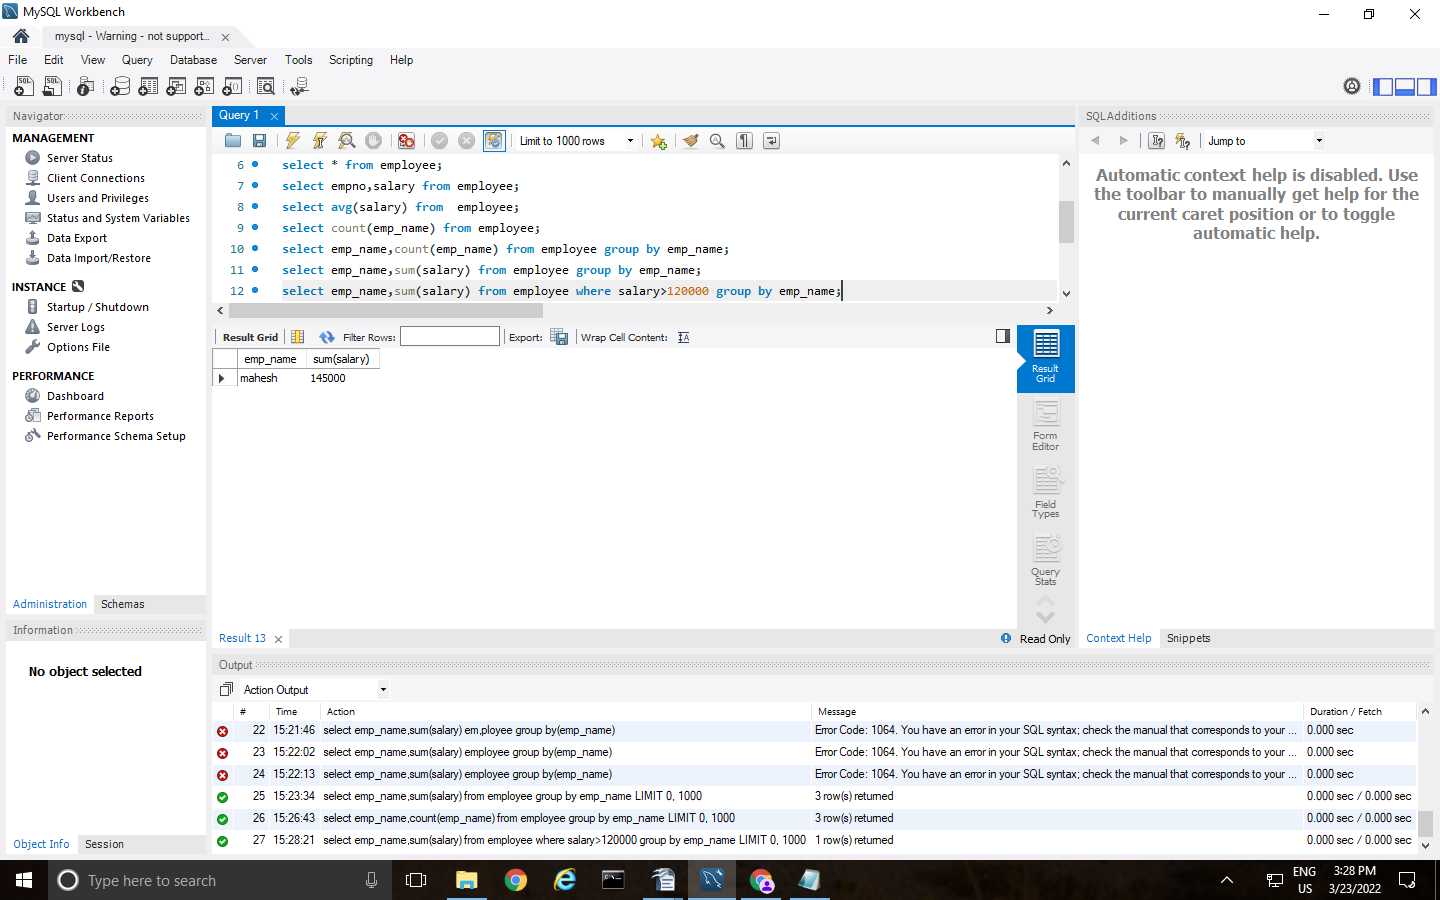 MySQL Workbench
mysql - Warning - not support...
File Edit View Query Database Server Tools Scripting Help
Navigator
MANAGEMENT
Server Status
Client Connections
Users and Privileges
Status and System Variables
Data Export
Data Import/Restore
INSTANCE
Startup / Shutdown
Server Logs
Options File
PERFORMANCE
Dashboard
Performance Reports
Performance Schema Setup
Administration Schemas
Information
No object selected
Object Info Session
Query 1
Limit to 1000 rows
6 select * from employee;
7 select empno,salary from employee;
8 select avg(salary) from  employee;
9 select count(emp_name) from employee;
10 select emp_name,count(emp_name) from employee group by emp_name;
11 select emp_name,sum(salary) from employee group by emp_name;
12 select emp_name,sum(salary) from employee where salary>120000 group by emp_name;
Result Grid Filter Rows: Export: Wrap Cell Content:
emp_name sum(salary)
mahesh 145000
Result
Grid
Form
Editor
Field
Types
Query
Stats
Result 13 Read Only
SQLAdditions
Jump to
Automatic context help is disabled. Use
the toolbar to manually get help for the
current caret position or to toggle
automatic help.
Context Help Snippets
Output
Action Output
# Time Action Message Duration / Fetch
22 15:21:46 select emp_name,sum(salary) em,ployee group by(emp_name) Error Code: 1064. You have an error in your SQL syntax; check the manual that corresponds to your ... 0.000 sec
23 15:22:02 select emp_name,sum(salary) employee group by(emp_name) Error Code: 1064. You have an error in your SQL syntax; check the manual that corresponds to your ... 0.000 sec
24 15:22:13 select emp_name,sum(salary) employee group by(emp_name) Error Code: 1064. You have an error in your SQL syntax; check the manual that corresponds to your ... 0.000 sec
25 15:23:34 select emp_name,sum(salary) from employee group by emp_name LIMIT 0, 1000 3 row(s) returned 0.000 sec / 0.000 sec
26 15:26:43 select emp_name,count(emp_name) from employee group by emp_name LIMIT 0, 1000 3 row(s) returned 0.000 sec / 0.000 sec
27 15:28:21 select emp_name,sum(salary) from employee where salary>120000 group by emp_name LIMIT 0, 1000 1 row(s) returned 0.000 sec / 0.000 sec
Type here to search
ENG
US
3:28 PM
3/23/2022